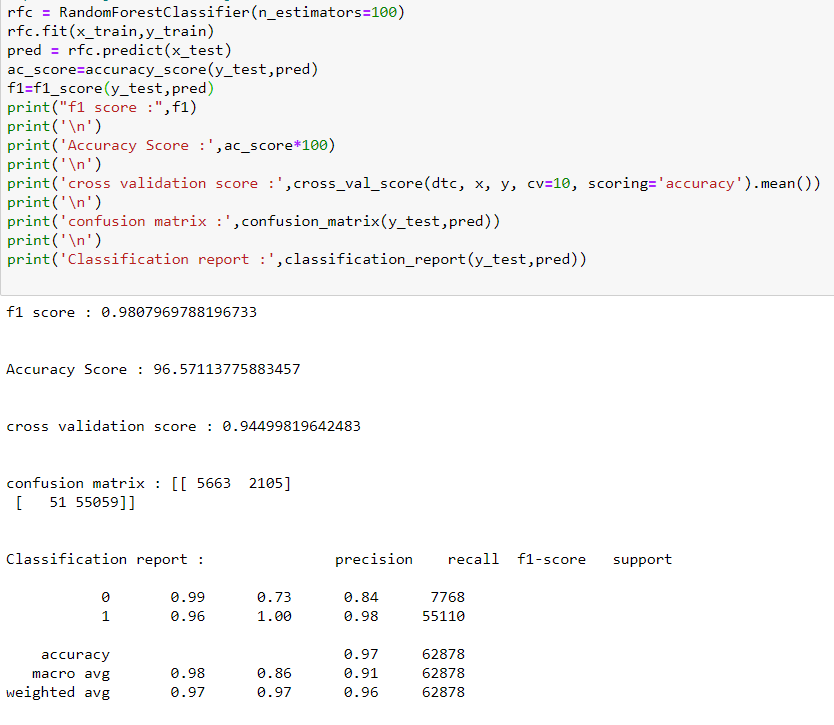 rfc = RandomForestClassifier(n_estimators=100)
rfc.fit(x_train,y_train)
pred = rfc.predict(x_test)
ac_score=accuracy_score(y_test,pred)
f1=f1_score(y_test,pred)
print("f1 score :",f1)
print('\n')
print('Accuracy Score :',ac_score*100)
print('\n')
print('cross validation score :',cross_val_score(dtc, x, y, cv=10, scoring='accuracy').mean())
print('\n')
print('confusion matrix :',confusion_matrix(y_test,pred))
print('\n')
print('Classification report :',classification_report(y_test,pred))
f1 score : 0.9807969788196733
Accuracy Score : 96.57113775883457
cross validation score : 0.94499819642483
confusion matrix : [[ 5663  2105]
 [   51 55059]]
Classification report :               precision    recall  f1-score   support
           0       0.99      0.73      0.84      7768
           1       0.96      1.00      0.98     55110
    accuracy                           0.97     62878
   macro avg       0.98      0.86      0.91     62878
weighted avg       0.97      0.97      0.96     62878